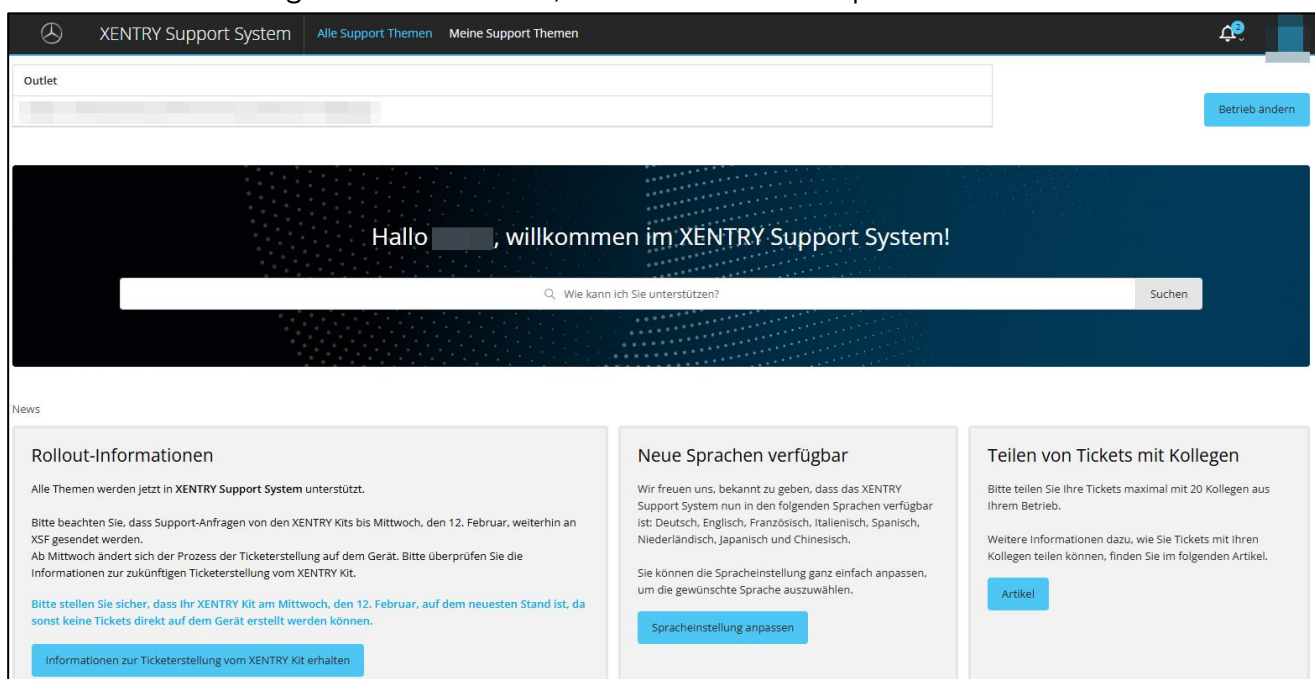 XENTRY Support System Alle Support Themen Meine Support Themen 2
Outlet
Betrieb ändern
Hallo , willkommen im XENTRY Support System!
Wie kann ich Sie unterstützen? Suchen
News
Rollout-Informationen
Alle Themen werden jetzt in XENTRY Support System unterstützt.
Bitte beachten Sie, dass Support-Anfragen von den XENTRY Kits bis Mittwoch, den 12. Februar, weiterhin an
XSF gesendet werden.
Ab Mittwoch ändert sich der Prozess der Ticketerstellung auf dem Gerät. Bitte überprüfen Sie die
Informationen zur zukünftigen Ticketerstellung vom XENTRY Kit.
Bitte stellen Sie sicher, dass Ihr XENTRY Kit am Mittwoch, den 12. Februar, auf dem neuesten Stand ist, da
sonst keine Tickets direkt auf dem Gerät erstellt werden können.
Informationen zur Ticketerstellung vom XENTRY Kit erhalten
Neue Sprachen verfügbar
Wir freuen uns, bekannt zu geben, dass das XENTRY
Support System nun in den folgenden Sprachen verfügbar
ist: Deutsch, Englisch, Französisch, Italienisch, Spanisch,
Niederländisch, Japanisch und Chinesisch.
Sie können die Spracheinstellung ganz einfach anpassen,
um die gewünschte Sprache auszuwählen.
Spracheinstellung anpassen
Teilen von Tickets mit Kollegen
Bitte teilen Sie Ihre Tickets maximal mit 20 Kollegen aus
Ihrem Betrieb.
Weitere Informationen dazu, wie Sie Tickets mit Ihren
Kollegen teilen können, finden Sie im folgenden Artikel.
Artikel